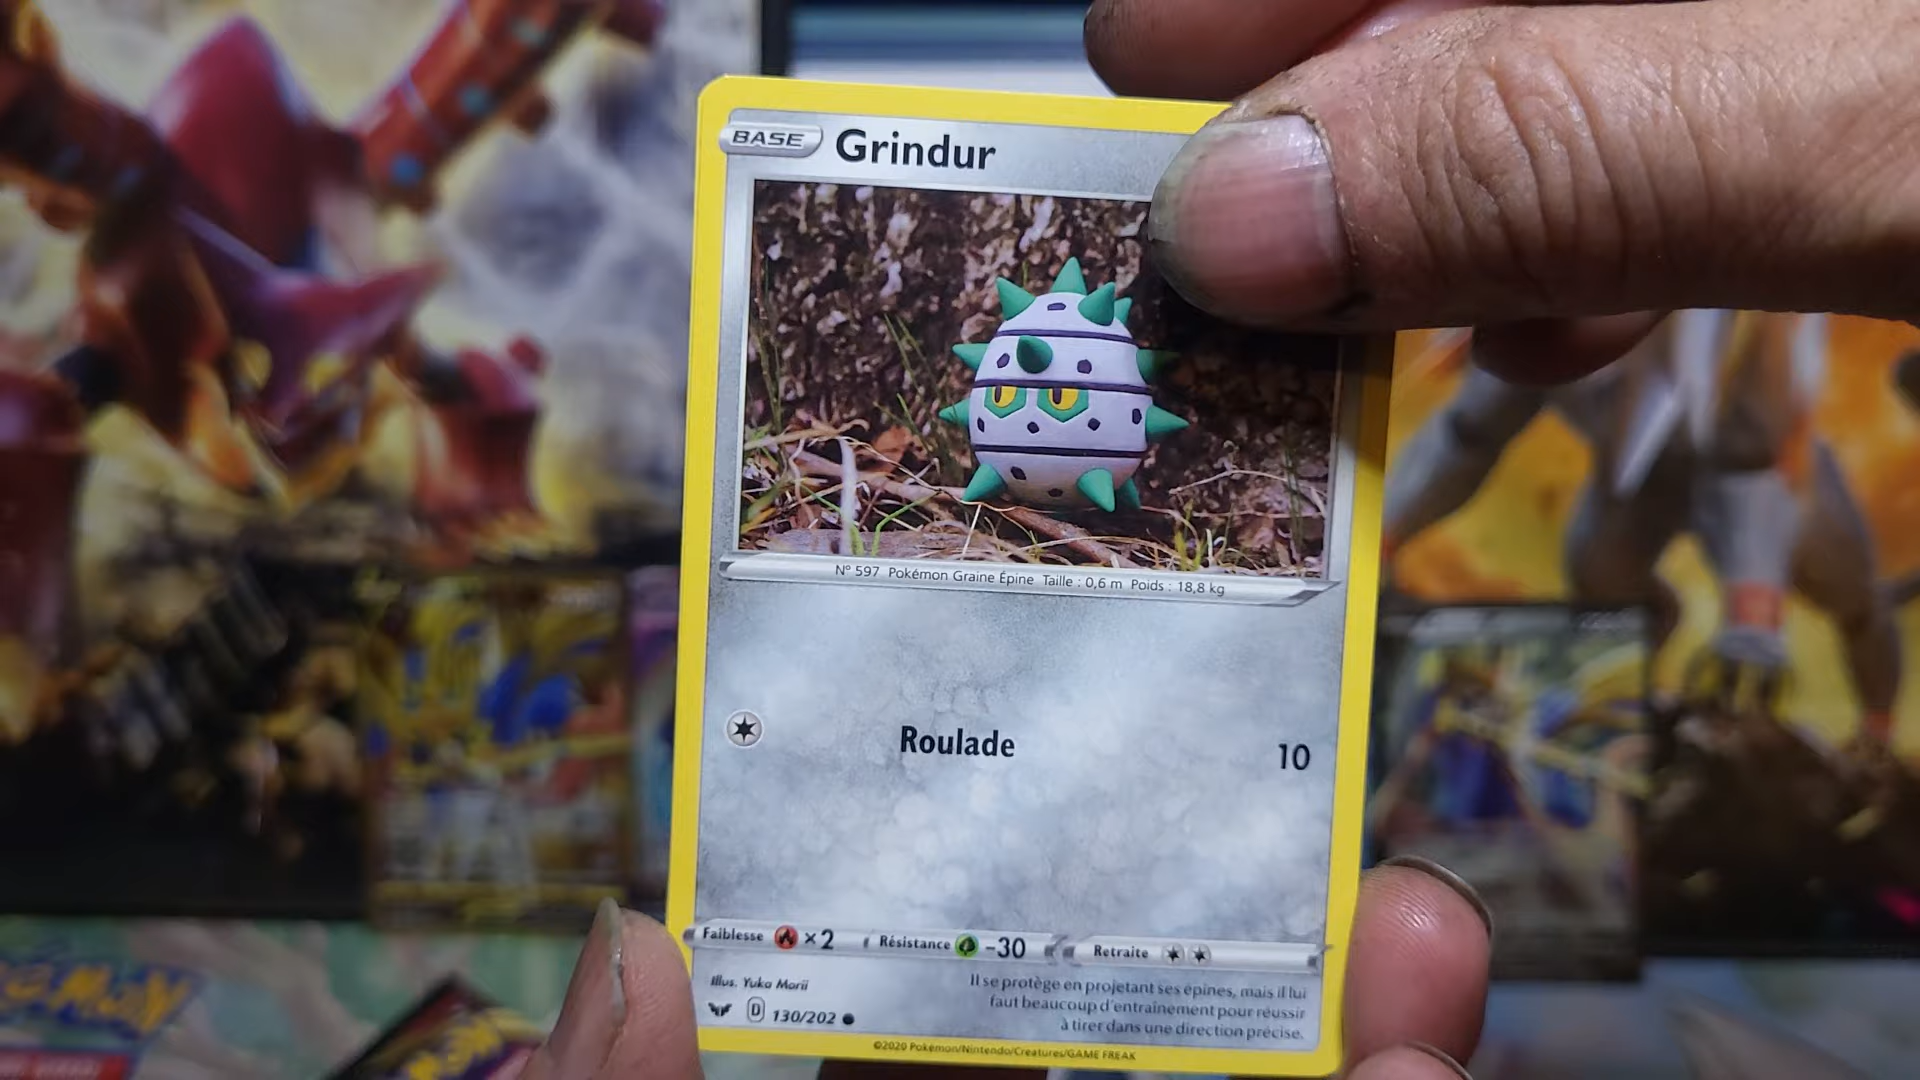 BASE Grindur
Nº 597 Pokémon Graine Épine Taille : 0,6 m Poids : 18,8 kg
Roulade 10
Faiblesse ×2 Résistance -30 Retraite
Illus. Yuka Morii
Il se protège en projetant ses épines, mais il lui
faut beaucoup d'entraînement pour réussir
à tirer dans une direction précise.
D 130/202
©2020 Pokémon/Nintendo/Creatures/GAME FREAK